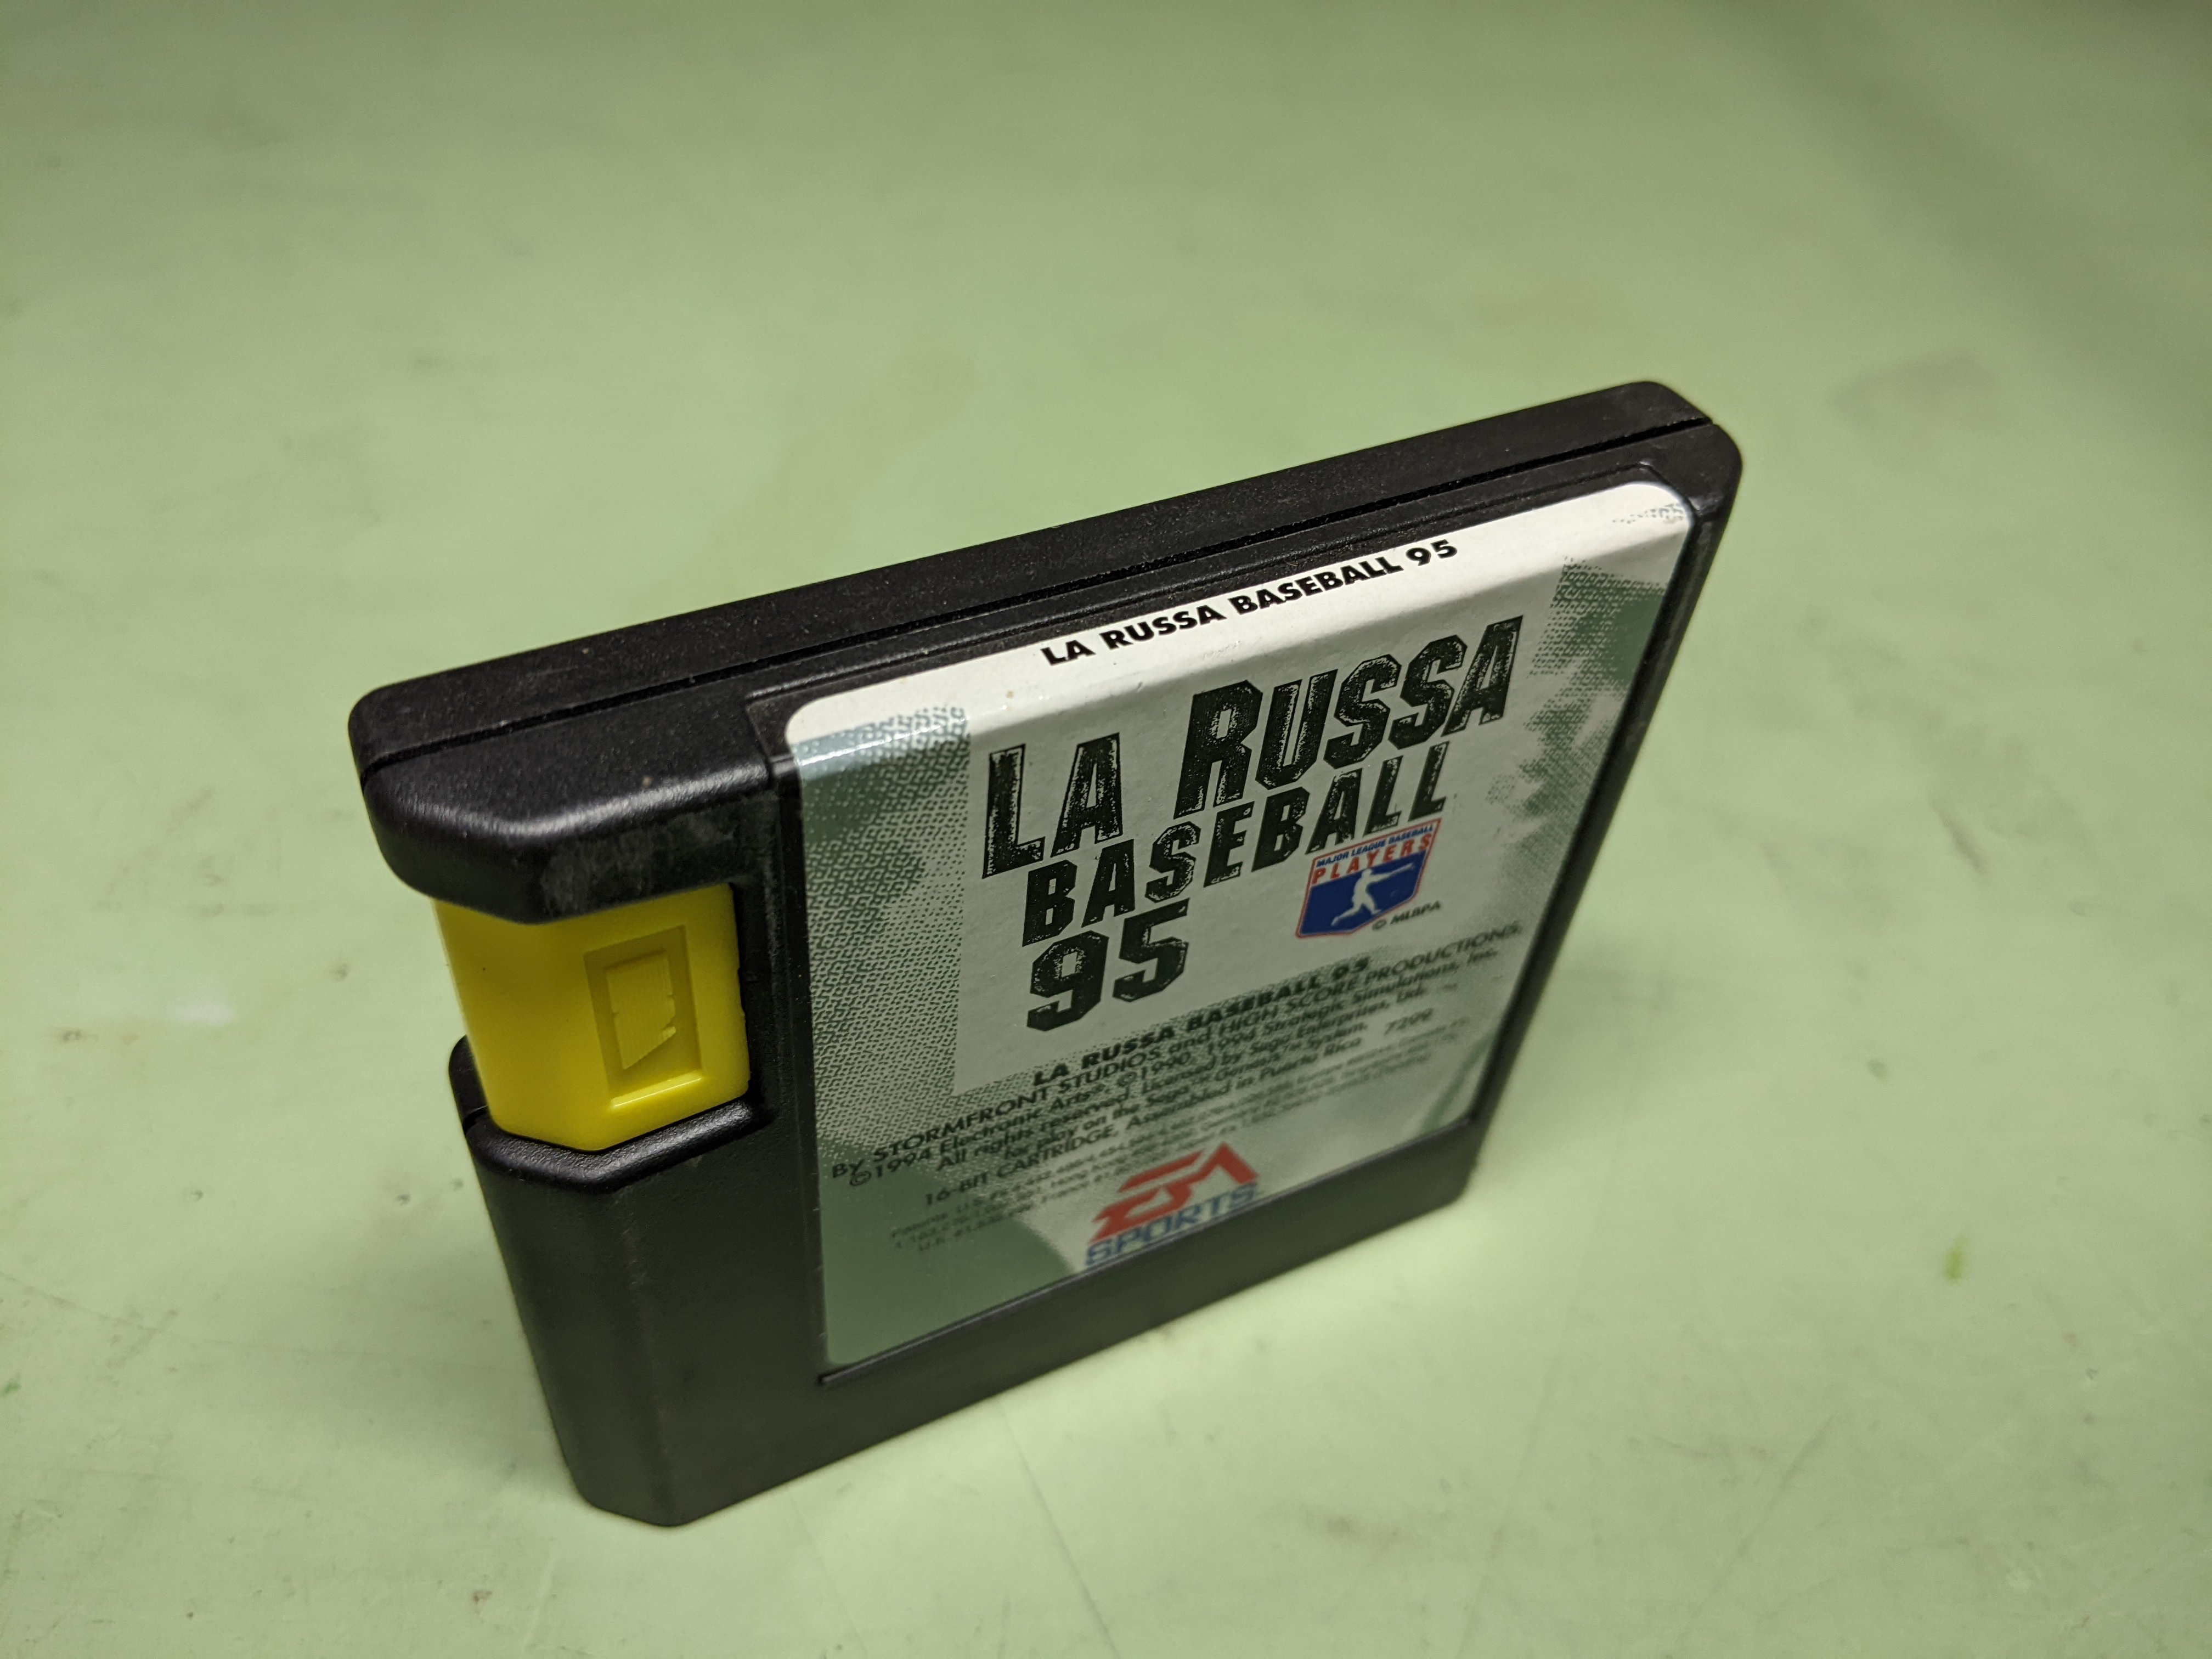 LA RUSSA BASEBALL 95
LA RUSSA
BASEBALL
95
MAJOR LEAGUE BASEBALL
PLAYERS
© MLBPA
LA RUSSA BASEBALL 95
BY STORMFRONT STUDIOS and HIGH SCORE PRODUCTIONS.
©1994 Electronic Arts®. ©1990, 1994 Strategic Simulations, Inc.
All rights reserved. Licensed by Sega Enterprises, Ltd.
for play on the Sega™ Genesis™ System.
16-BIT CARTRIDGE. Assembled in Puerto Rico 7299
EA
SPORTS